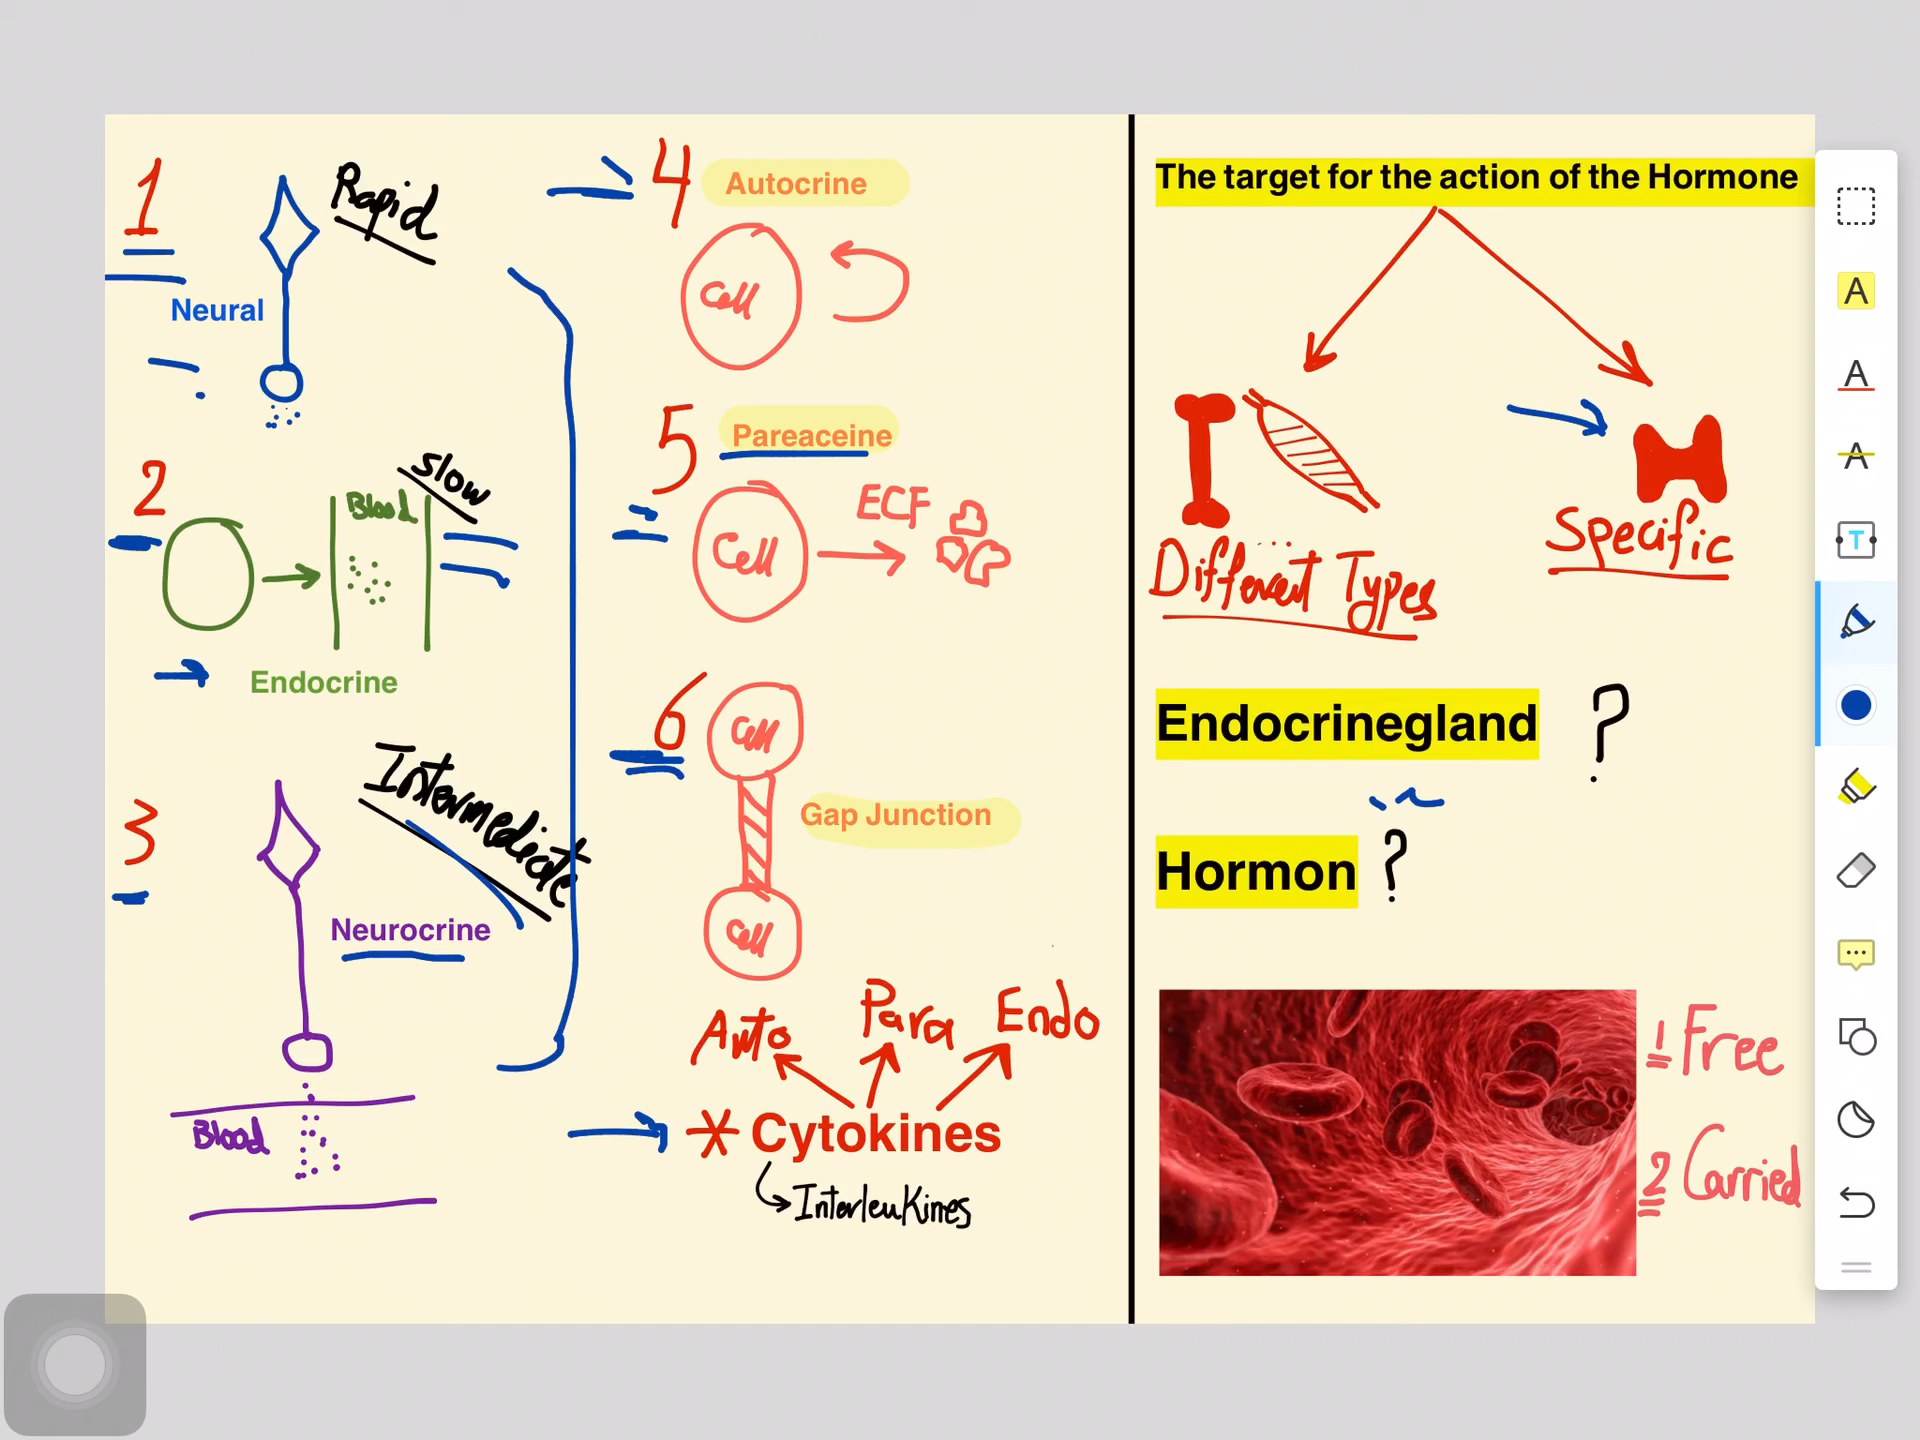 1
Rapid
Neural
2
slow
Blood
Endocrine
3
Intermediate
Neurocrine
Blood
4
Autocrine
Cell
5
Pareaceine
ECF
Cell
6
Cell
Gap Junction
Cell
Auto
Para
Endo
* Cytokines
InterleuKines
The target for the action of the Hormone
Different Types
Specific
Endocrinegland ?
Hormon ?
1 Free
2 Carried
A
A
A
T